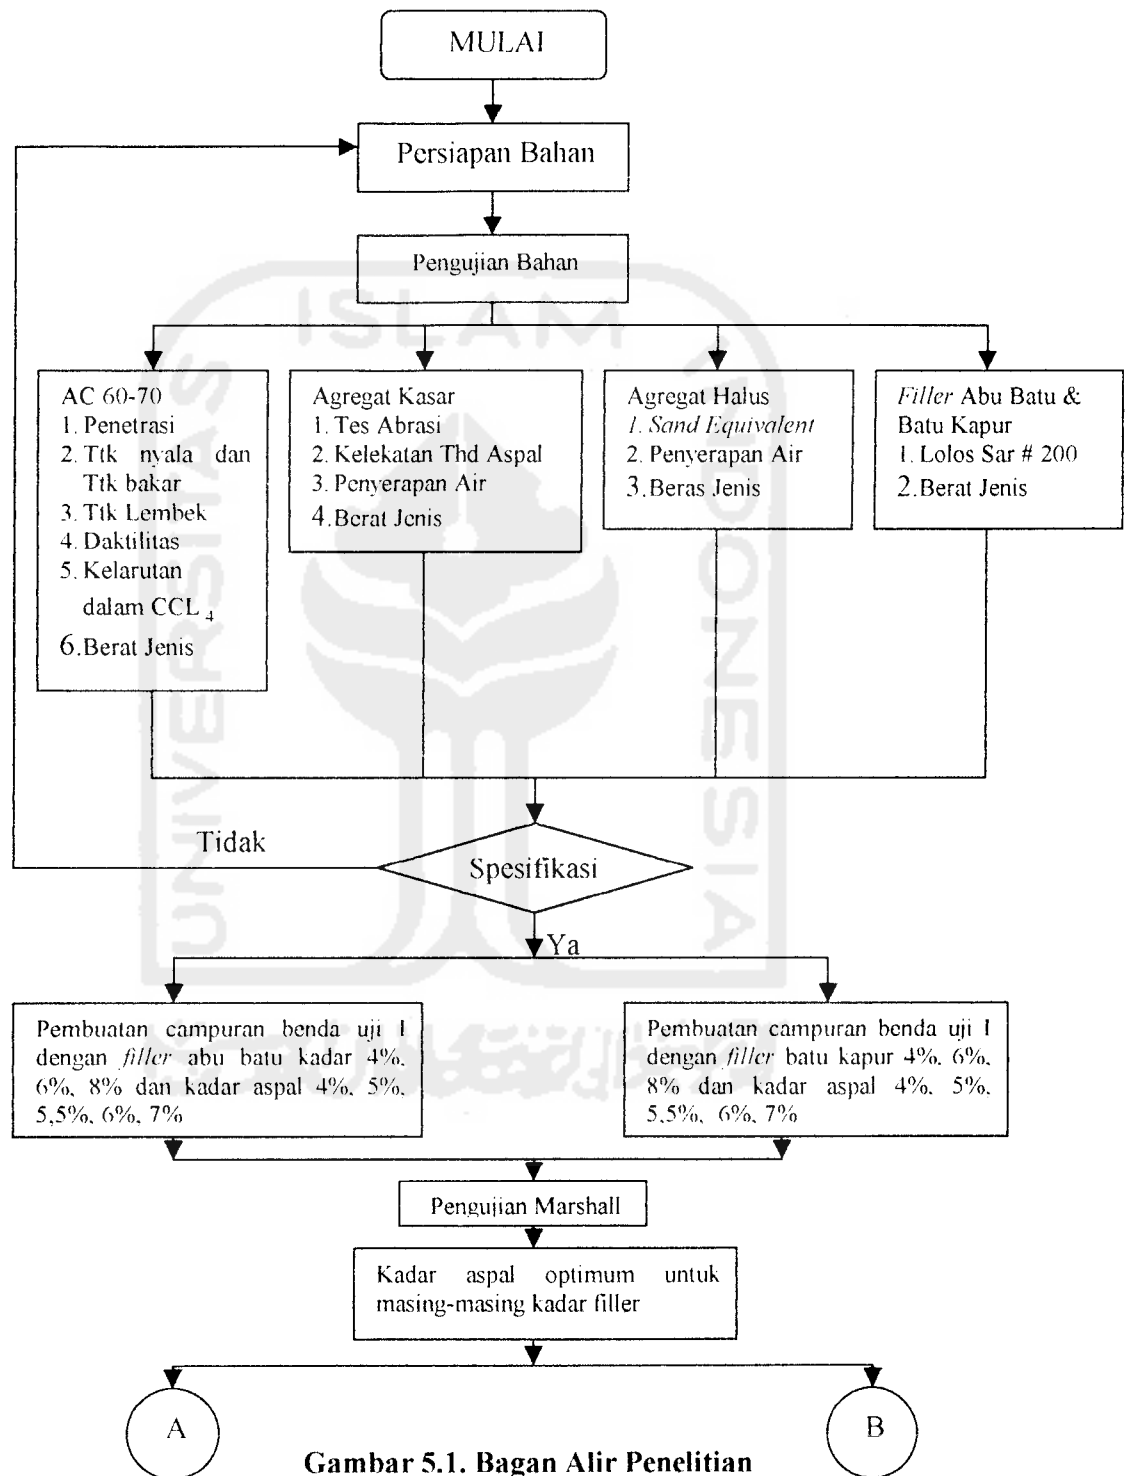 MULAI
Persiapan Bahan
Pengujian Bahan
AC 60-70
1. Penetrasi
2. Ttk nyala dan
Ttk bakar
3. Ttk Lembek
4. Daktilitas
5. Kelarutan
dalam CCL 4
6. Berat Jenis
Agregat Kasar
1. Tes Abrasi
2. Kelekatan Thd Aspal
3. Penyerapan Air
4. Berat Jenis
Agregat Halus
1. Sand Equivalent
2. Penyerapan Air
3. Beras Jenis
Filler Abu Batu &
Batu Kapur
1. Lolos Sar # 200
2. Berat Jenis
Tidak
Spesifikasi
Ya
Pembuatan campuran benda uji I
dengan filler abu batu kadar 4%,
6%, 8% dan kadar aspal 4%, 5%,
5,5%, 6%, 7%
Pembuatan campuran benda uji I
dengan filler batu kapur 4%, 6%,
8% dan kadar aspal 4%, 5%,
5,5%, 6%, 7%
Pengujian Marshall
Kadar aspal optimum untuk
masing-masing kadar filler
A
B
Gambar 5.1. Bagan Alir Penelitian
UNIVERSITAS
ISLAM
INDONESIA